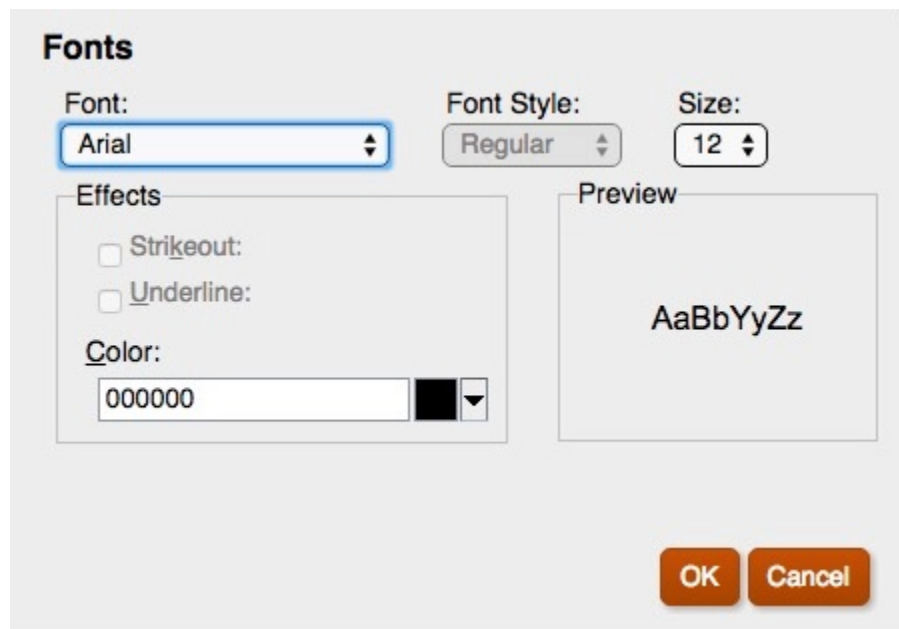 Fonts
Font: Font Style: Size:
Arial Regular 12
Effects Preview
Strikeout:
Underline:
AaBbYyZz
Color:
000000
OK Cancel